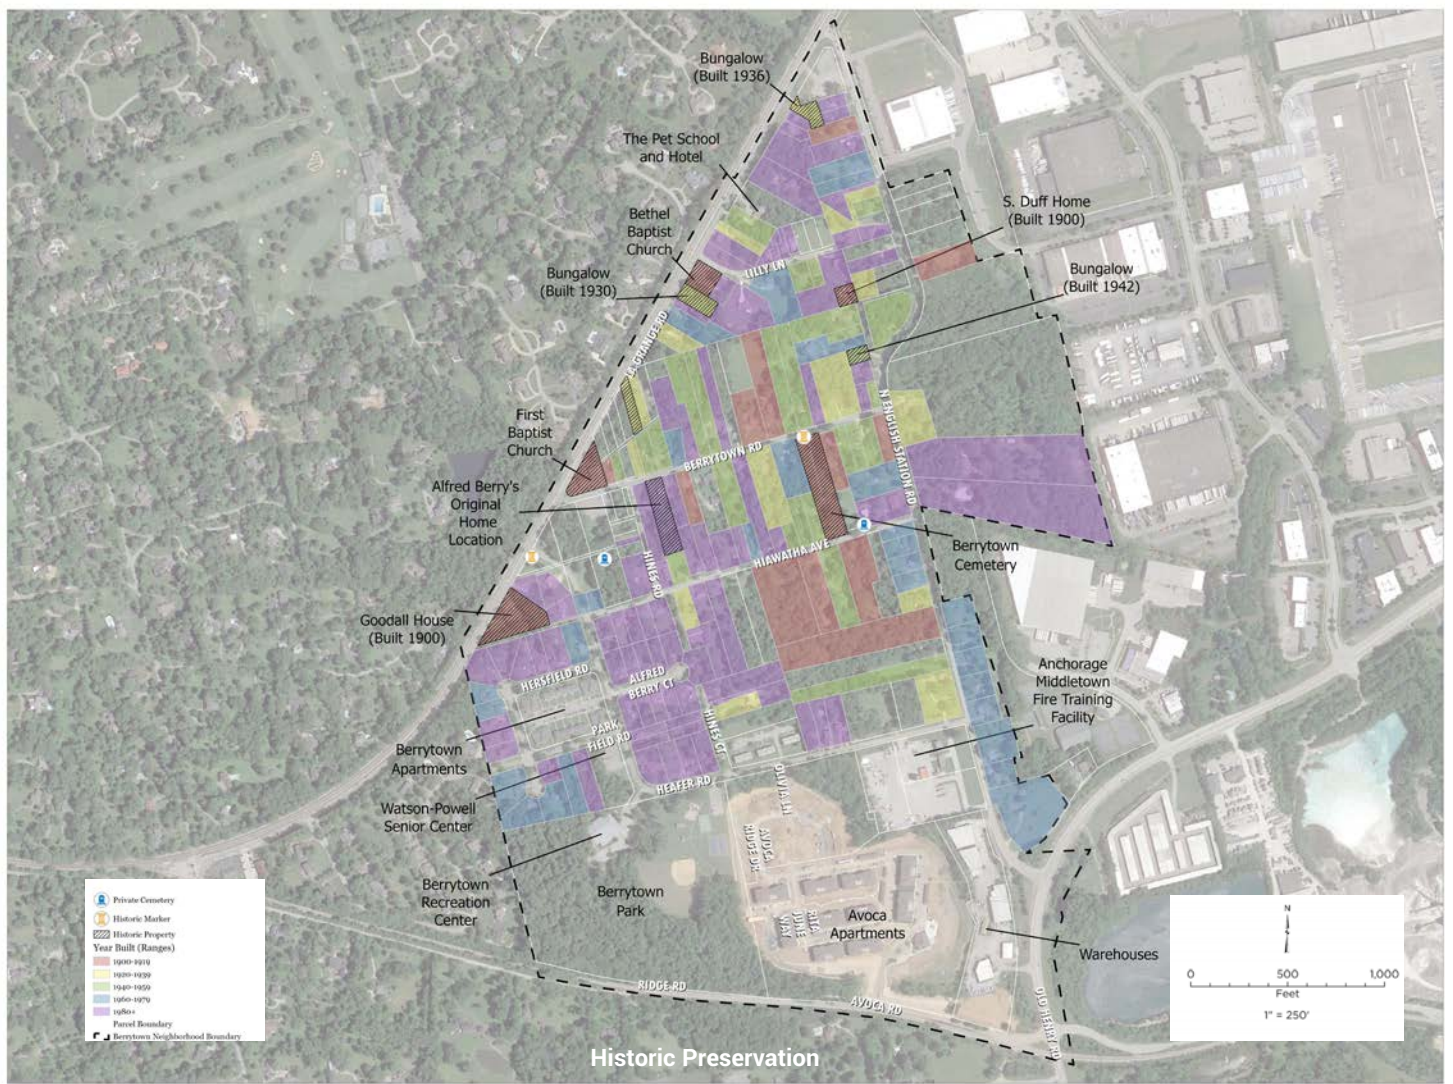 Bungalow
(Built 1936)
The Pet School
and Hotel
S. Duff Home
(Built 1900)
Bethel
Baptist
Church
LILLY LN
Bungalow
(Built 1930)
Bungalow
(Built 1942)
LA GRANGE RD
First
Baptist
Church
N ENGLISH STATION RD
BERRYTOWN RD
Alfred Berry's
Original
Home
Location
Berrytown
Cemetery
HIAWATHA AVE
HINES RD
Goodall House
(Built 1900)
HERSFIELD RD
ALFRED
BERRY CT
Anchorage
Middletown
Fire Training
Facility
PARK
FIELD RD
HINES CT
Berrytown
Apartments
HEAFER RD
OLIVIA LN
Watson-Powell
Senior Center
AVOCA
RIDGE DR
Berrytown
Recreation
Center
Berrytown
Park
RITA
JUNE
WAY
Avoca
Apartments
Warehouses
RIDGE RD
AVOCA RD
OLD HENRY RD
Private Cemetery
Historic Marker
Historic Property
Year Built (Ranges)
1900-1919
1920-1939
1940-1959
1960-1979
1980+
Parcel Boundary
Berrytown Neighborhood Boundary
N
0 500 1,000
Feet
1" = 250'
Historic Preservation